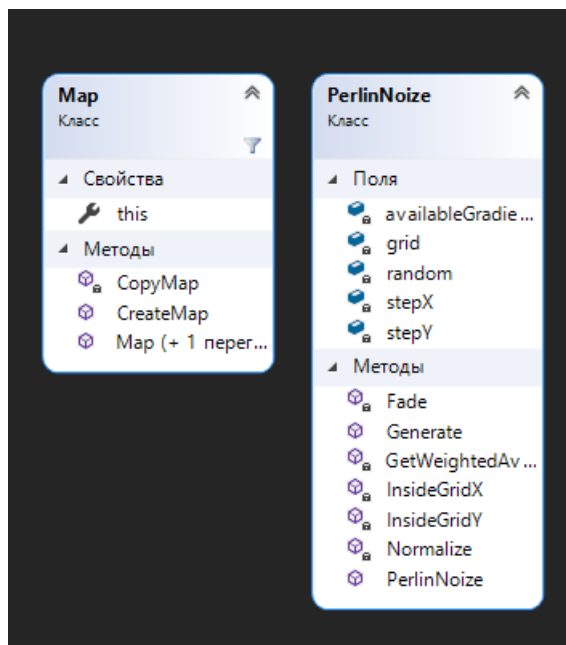 Map
Класс
Свойства
this
Методы
CopyMap
CreateMap
Map (+ 1 перег...
PerlinNoize
Класс
Поля
availableGradie...
grid
random
stepX
stepY
Методы
Fade
Generate
GetWeightedAv...
InsideGridX
InsideGridY
Normalize
PerlinNoize